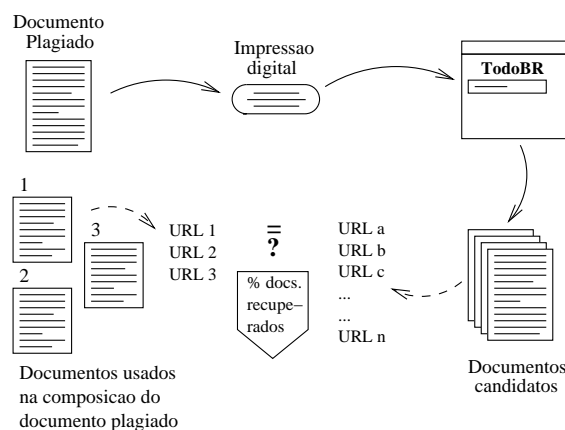 Documento
Plagiado
Impressao
digital
TodoBR
1
3
2
URL 1
URL 2
URL 3
=
?
% docs.
recupe–
rados
URL a
URL b
URL c
...
...
URL n
Documentos usados
na composicao do
documento plagiado
Documentos
candidatos